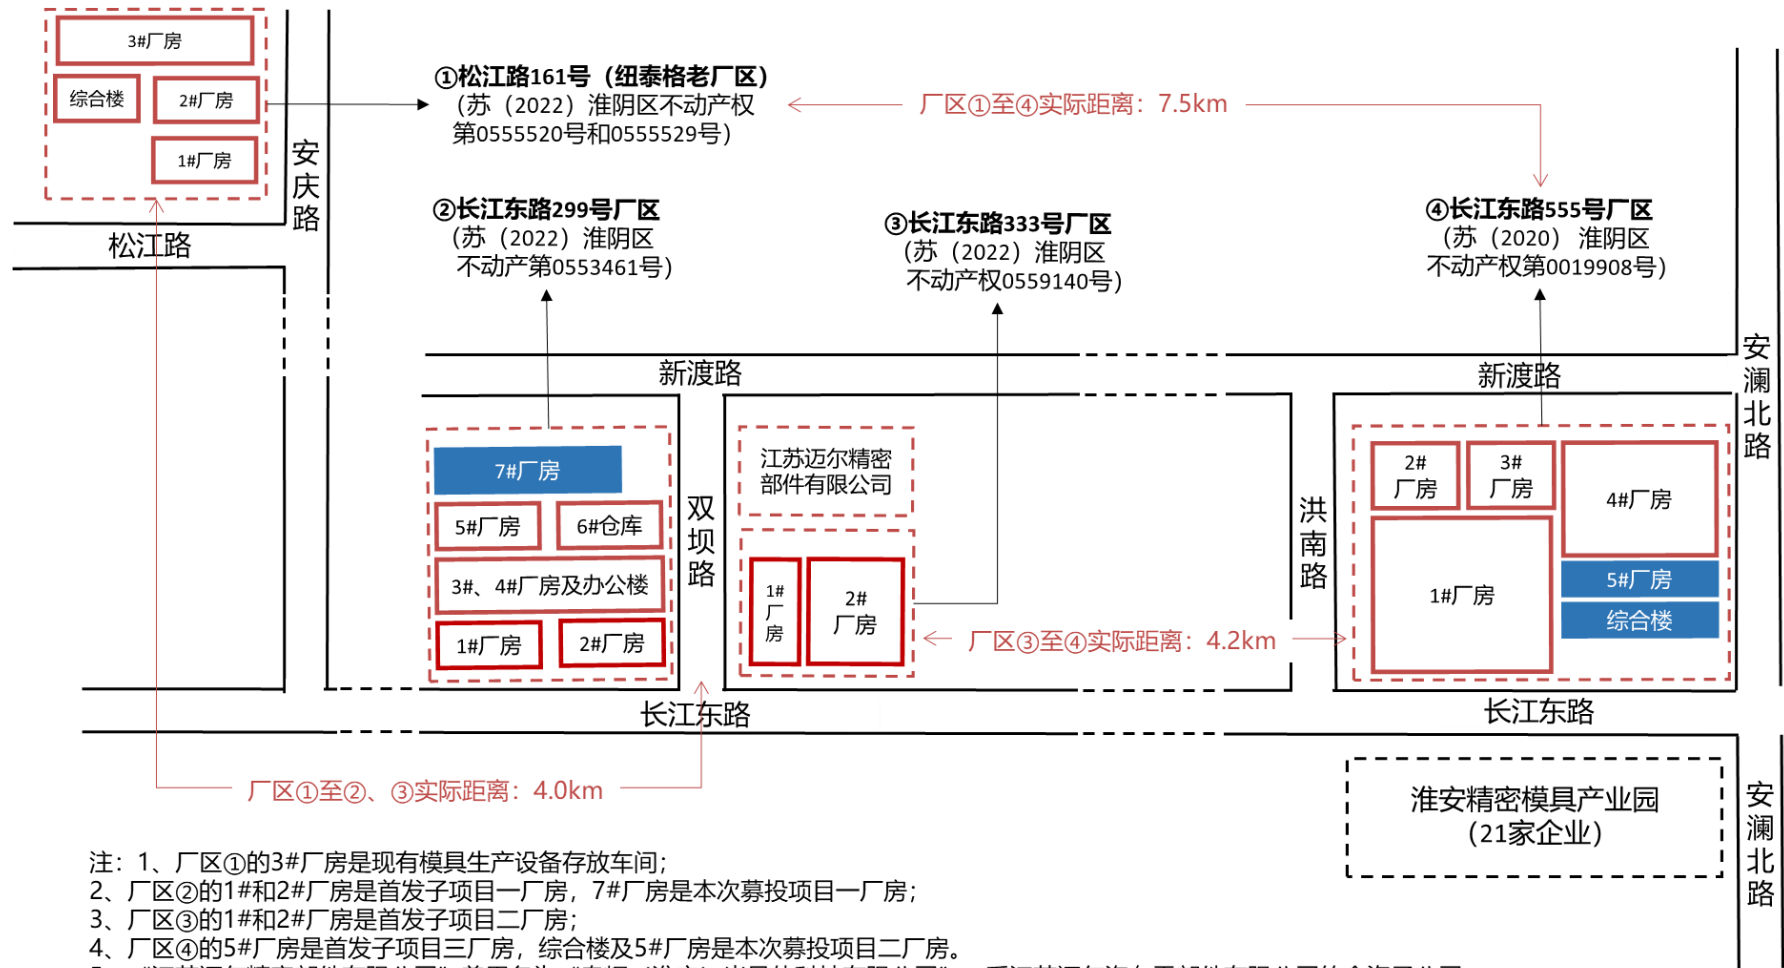 3#厂房
综合楼
2#厂房
1#厂房
安庆路
松江路
①松江路161号（纽泰格老厂区）
（苏（2022）淮阴区不动产权
第0555520号和0555529号）
厂区①至④实际距离：7.5km
②长江东路299号厂区
（苏（2022）淮阴区
不动产第0553461号）
③长江东路333号厂区
（苏（2022）淮阴区
不动产权0559140号）
④长江东路555号厂区
（苏（2020） 淮阴区
不动产权第0019908号）
新渡路
新渡路
安澜北路
7#厂房
5#厂房
6#仓库
3#、4#厂房及办公楼
1#厂房
2#厂房
双坝路
江苏迈尔精密
部件有限公司
1#
厂
房
2#
厂房
厂区③至④实际距离：4.2km
洪南路
2#
厂房
3#
厂房
4#厂房
1#厂房
5#厂房
综合楼
长江东路
长江东路
厂区①至②、③实际距离：4.0km
淮安精密模具产业园
（21家企业）
安澜北路
注：1、厂区①的3#厂房是现有模具生产设备存放车间；
2、厂区②的1#和2#厂房是首发子项目一厂房，7#厂房是本次募投项目一厂房；
3、厂区③的1#和2#厂房是首发子项目二厂房；
4、厂区④的5#厂房是首发子项目三厂房，综合楼及5#厂房是本次募投项目二厂房。